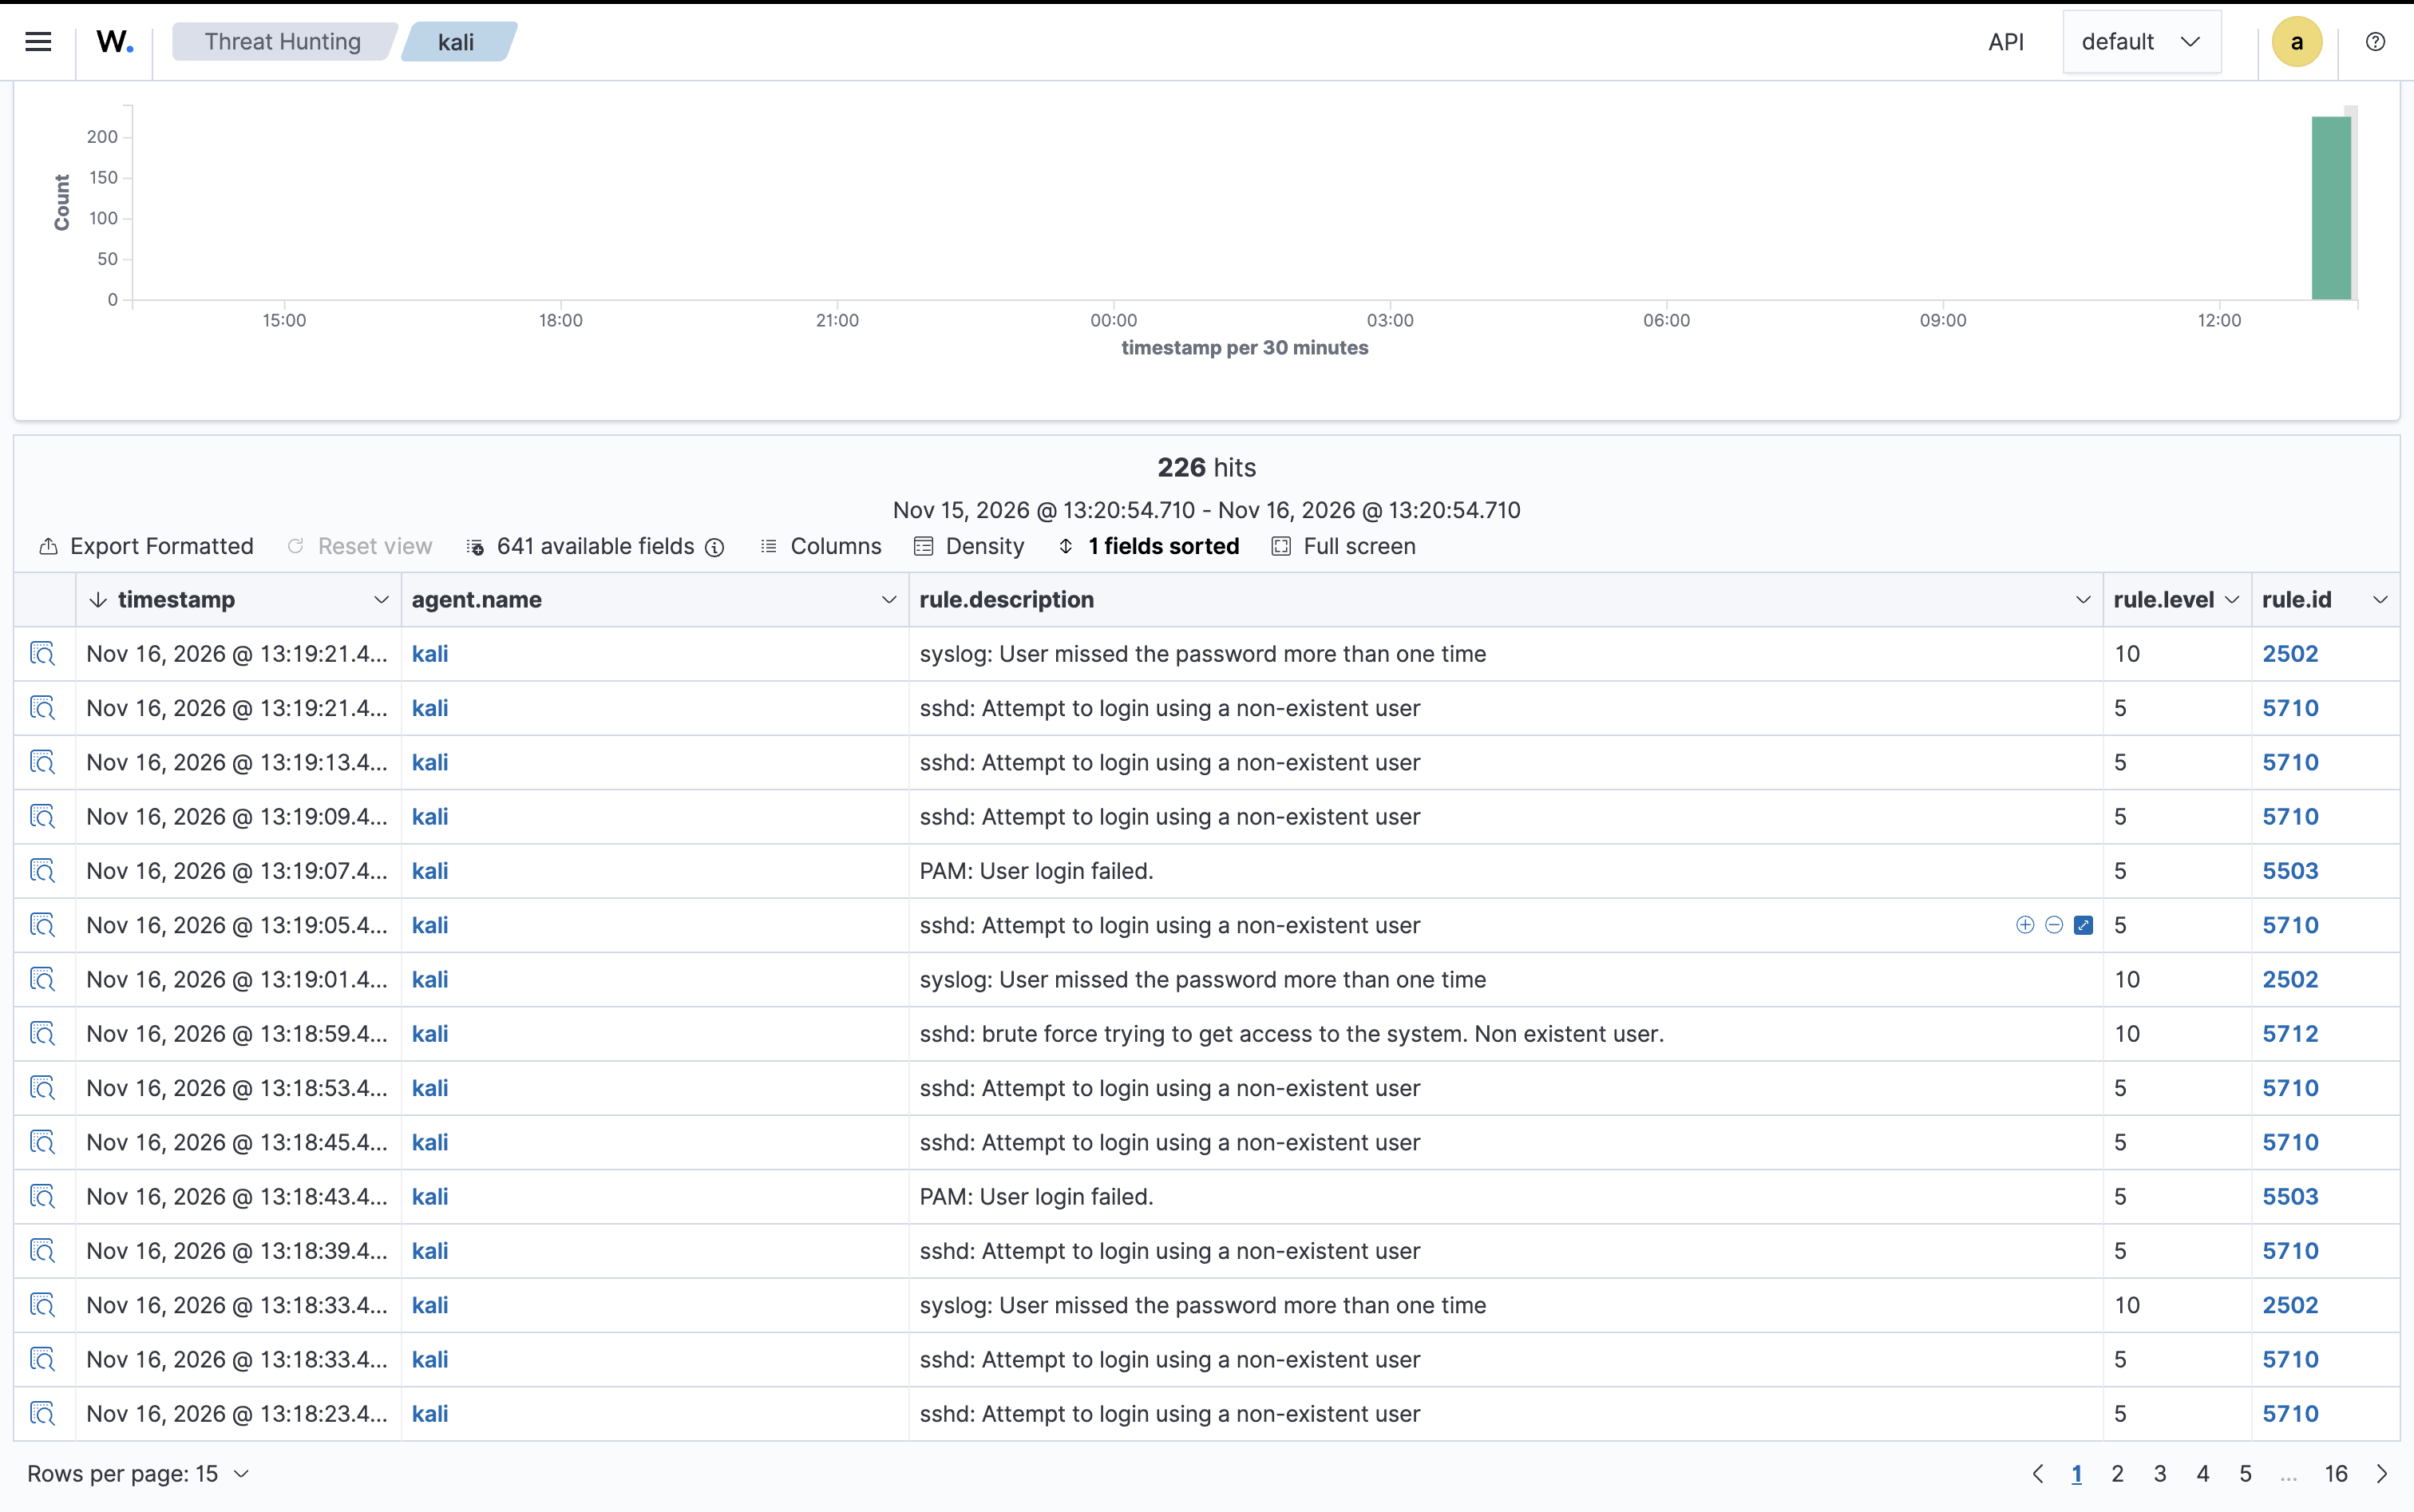 W. Threat Hunting kali API default a
200
150
100
50
0
Count
15:00 18:00 21:00 00:00 03:00 06:00 09:00 12:00
timestamp per 30 minutes
226 hits
Nov 15, 2026 @ 13:20:54.710 - Nov 16, 2026 @ 13:20:54.710
Export Formatted Reset view 641 available fields Columns Density 1 fields sorted Full screen
timestamp agent.name rule.description rule.level rule.id
Nov 16, 2026 @ 13:19:21.4... kali syslog: User missed the password more than one time 10 2502
Nov 16, 2026 @ 13:19:21.4... kali sshd: Attempt to login using a non-existent user 5 5710
Nov 16, 2026 @ 13:19:13.4... kali sshd: Attempt to login using a non-existent user 5 5710
Nov 16, 2026 @ 13:19:09.4... kali sshd: Attempt to login using a non-existent user 5 5710
Nov 16, 2026 @ 13:19:07.4... kali PAM: User login failed. 5 5503
Nov 16, 2026 @ 13:19:05.4... kali sshd: Attempt to login using a non-existent user 5 5710
Nov 16, 2026 @ 13:19:01.4... kali syslog: User missed the password more than one time 10 2502
Nov 16, 2026 @ 13:18:59.4... kali sshd: brute force trying to get access to the system. Non existent user. 10 5712
Nov 16, 2026 @ 13:18:53.4... kali sshd: Attempt to login using a non-existent user 5 5710
Nov 16, 2026 @ 13:18:45.4... kali sshd: Attempt to login using a non-existent user 5 5710
Nov 16, 2026 @ 13:18:43.4... kali PAM: User login failed. 5 5503
Nov 16, 2026 @ 13:18:39.4... kali sshd: Attempt to login using a non-existent user 5 5710
Nov 16, 2026 @ 13:18:33.4... kali syslog: User missed the password more than one time 10 2502
Nov 16, 2026 @ 13:18:33.4... kali sshd: Attempt to login using a non-existent user 5 5710
Nov 16, 2026 @ 13:18:23.4... kali sshd: Attempt to login using a non-existent user 5 5710
Rows per page: 15 1 2 3 4 5 ... 16